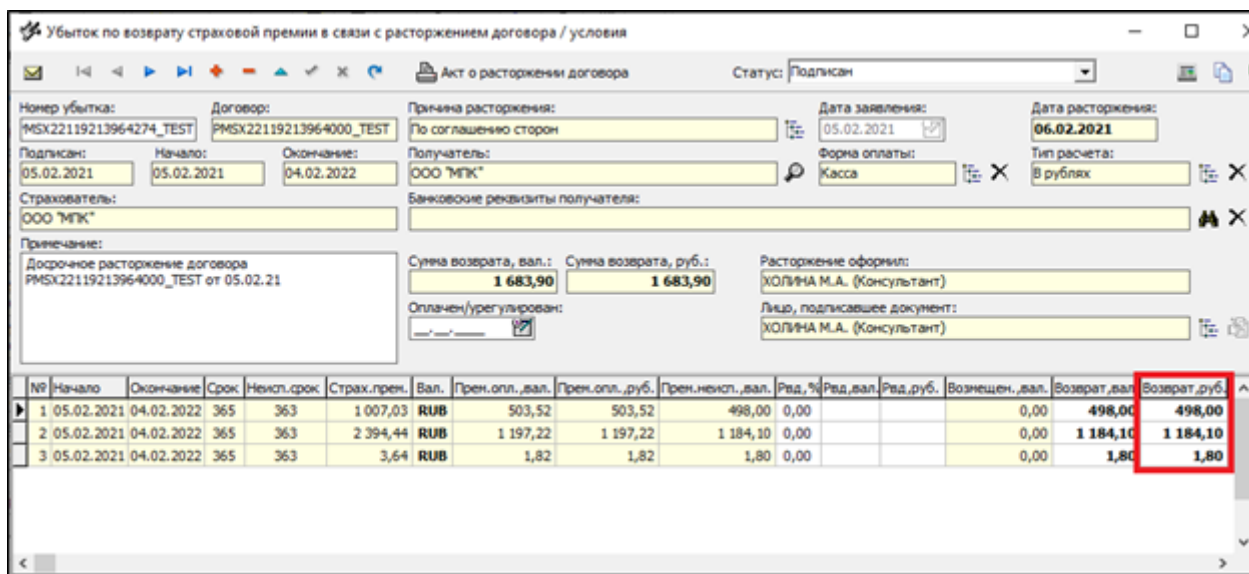 Убыток по возврату страховой премии в связи с расторжением договора / условия
Акт о расторжении договора Статус: Подписан
Номер убытка: Договор: Причина расторжения: Дата заявления: Дата расторжения:
MSX22119213964274_TEST PMSX22119213964000_TEST По соглашению сторон 05.02.2021 06.02.2021
Подписан: Начало: Окончание: Получатель: Форма оплаты: Тип расчета:
05.02.2021 05.02.2021 04.02.2022 ООО "МПК" Касса В рублях
Страхователь: Банковские реквизиты получателя:
ООО "МПК"
Примечание:
Досрочное расторжение договора Сумма возврата, вал.: Сумма возврата, руб.: Расторжение оформил:
PMSX22119213964000_TEST от 05.02.21 1 683,90 1 683,90 ХОЛИНА М.А. (Консультант)
Оплачен/урегулирован: Лицо, подписавшее документ:
__.__.____ ХОЛИНА М.А. (Консультант)
№ Начало Окончание Срок Неисп.срок Страх.прем. Вал. Прем.опл.,вал. Прем.опл.,руб. Прем.неисп.,вал. Рвд,% Рвд,вал. Рвд,руб. Возмещен.,вал. Возврат,вал Возврат,руб.
1 05.02.2021 04.02.2022 365 363 1 007,03 RUB 503,52 503,52 498,00 0,00 0,00 498,00 498,00
2 05.02.2021 04.02.2022 365 363 2 394,44 RUB 1 197,22 1 197,22 1 184,10 0,00 0,00 1 184,10 1 184,10
3 05.02.2021 04.02.2022 365 363 3,64 RUB 1,82 1,82 1,80 0,00 0,00 1,80 1,80